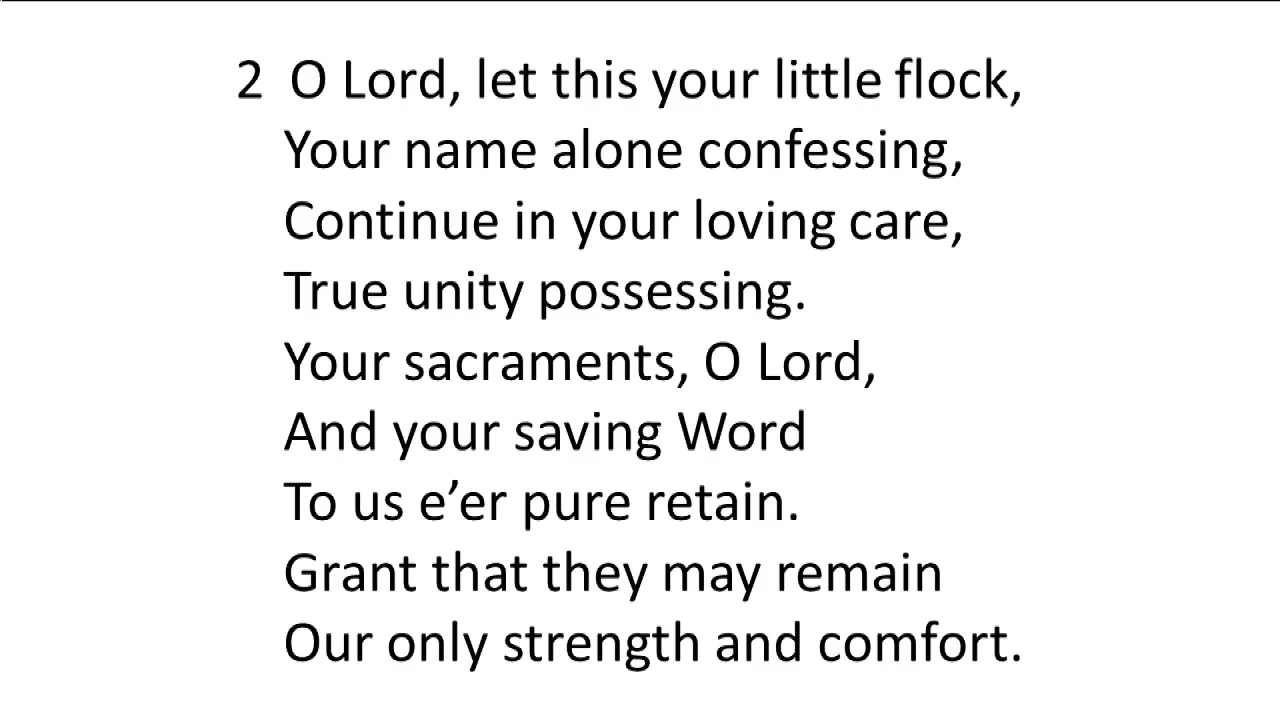 2 O Lord, let this your little flock,
Your name alone confessing,
Continue in your loving care,
True unity possessing.
Your sacraments, O Lord,
And your saving Word
To us e’er pure retain.
Grant that they may remain
Our only strength and comfort.